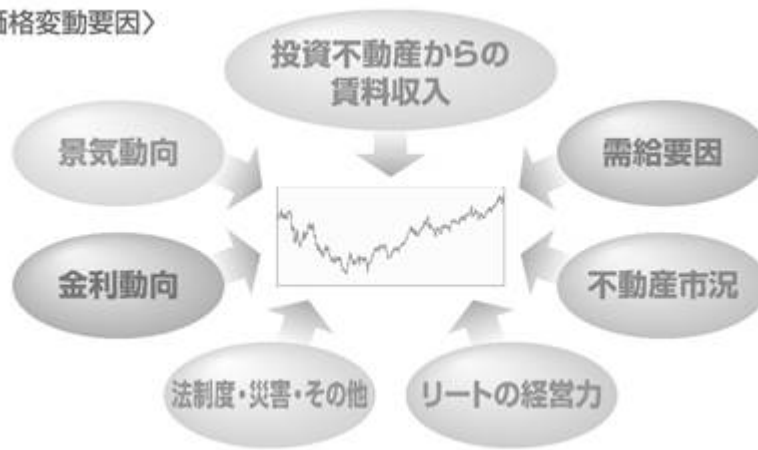 価格変動要因〉
投資不動産からの
賃料収入
景気動向
需給要因
金利動向
不動産市況
法制度・災害・その他
リートの経営力